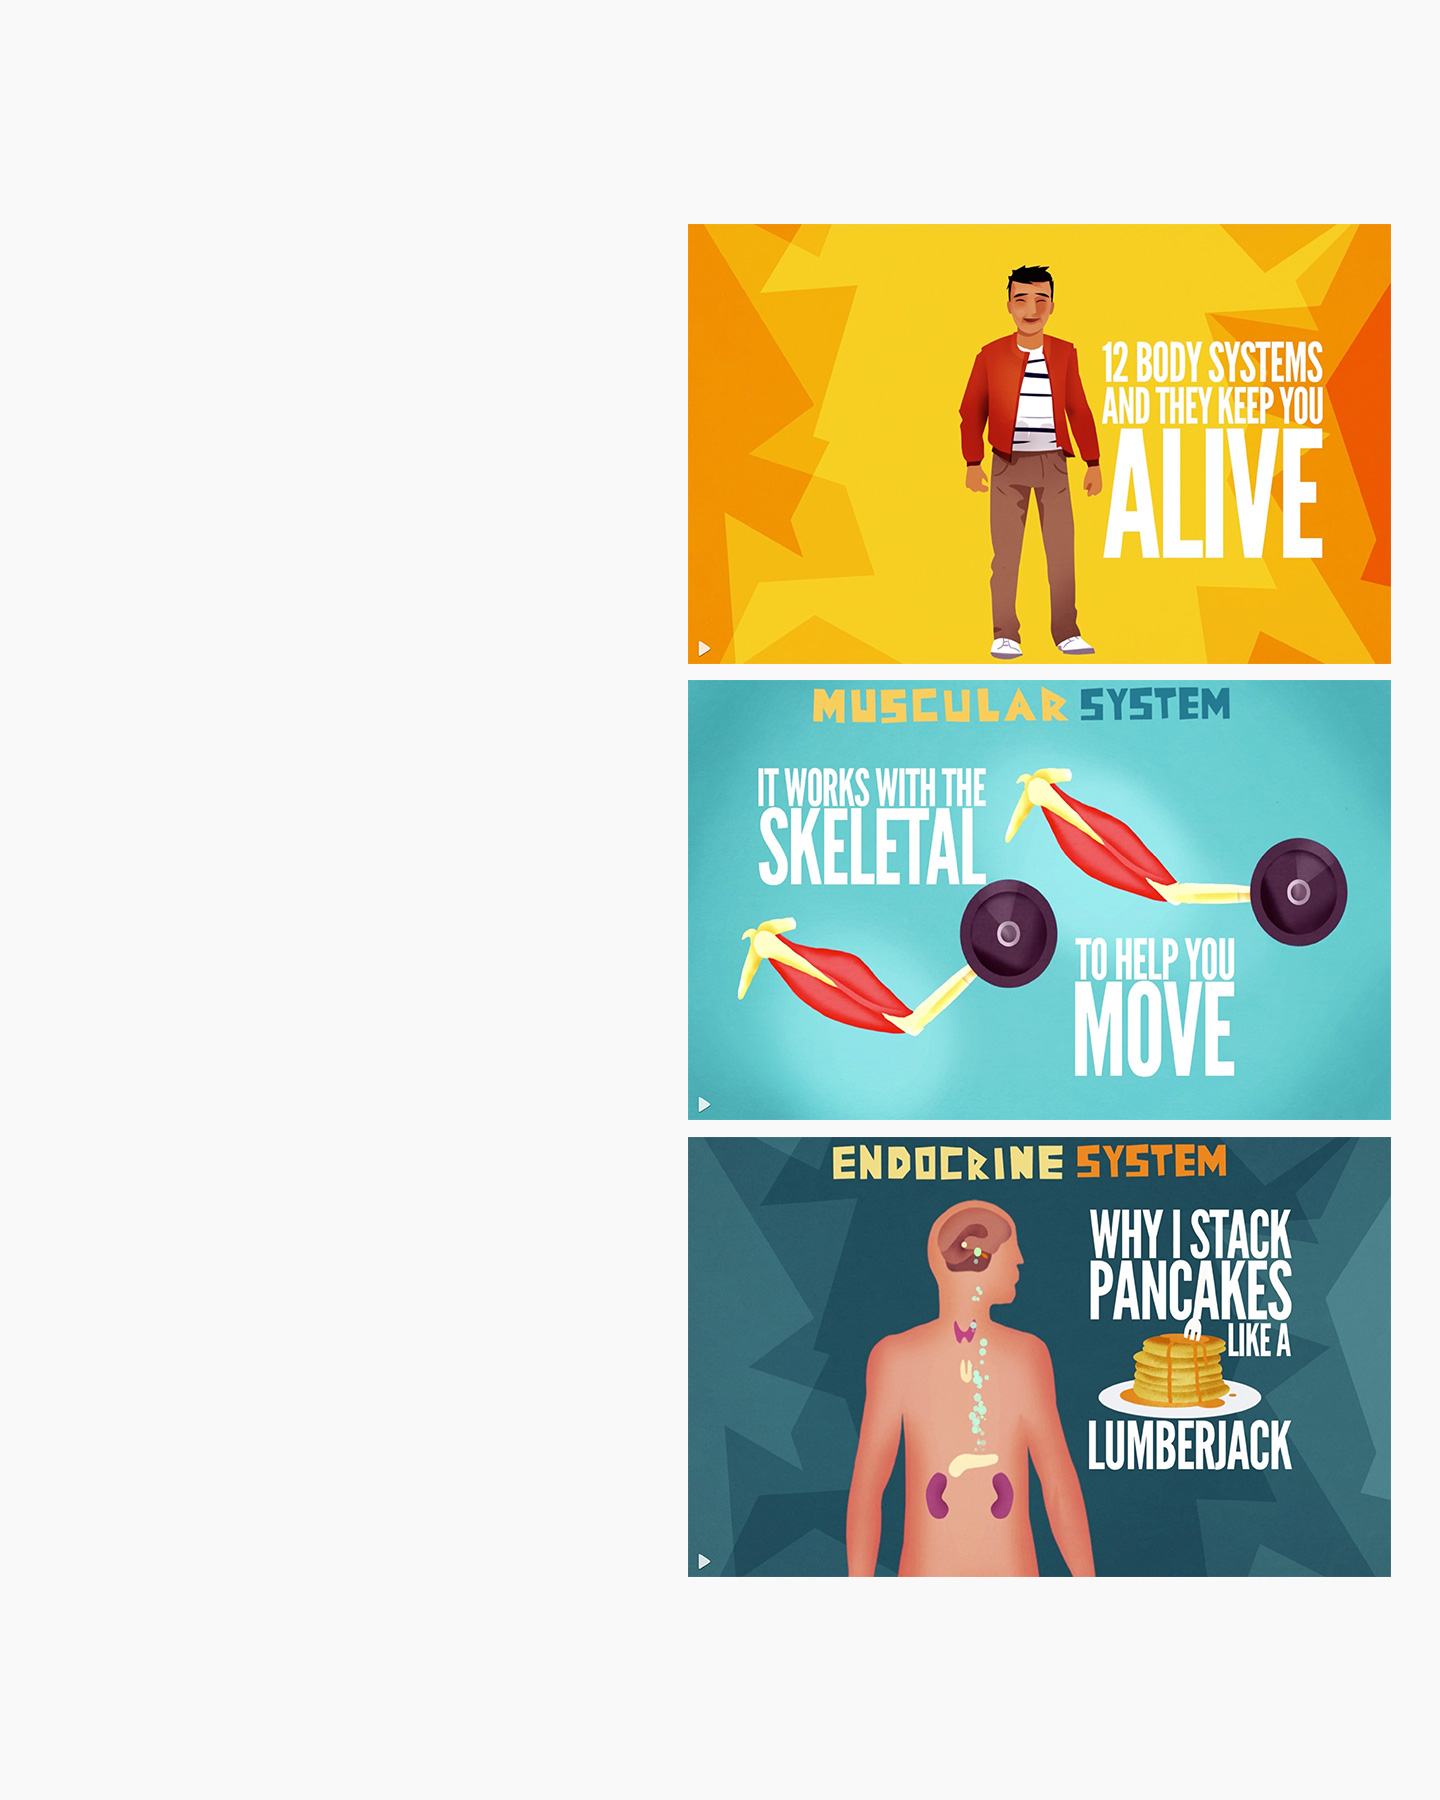 12 BODY SYSTEMS
AND THEY KEEP YOU
ALIVE
MUSCULAR SYSTEM
IT WORKS WITH THE
SKELETAL
TO HELP YOU
MOVE
ENDOCRINE SYSTEM
WHY I STACK
PANCAKES
LIKE A
LUMBERJACK